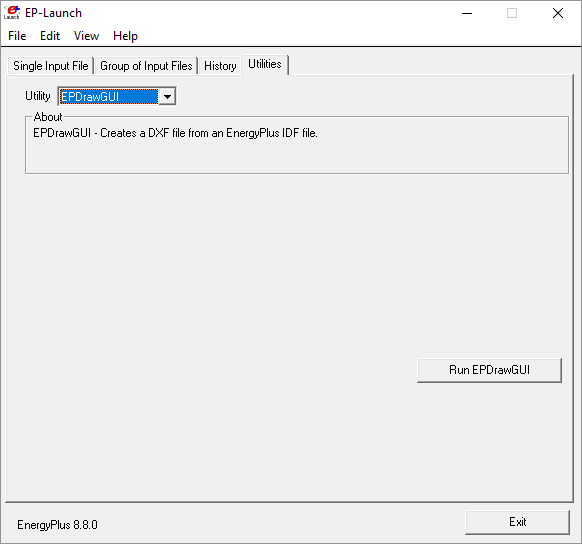 EP-Launch
File Edit View Help
Single Input File Group of Input Files History Utilities
Utility EPDrawGUI
About
EPDrawGUI - Creates a DXF file from an EnergyPlus IDF file.
Run EPDrawGUI
EnergyPlus 8.8.0 Exit